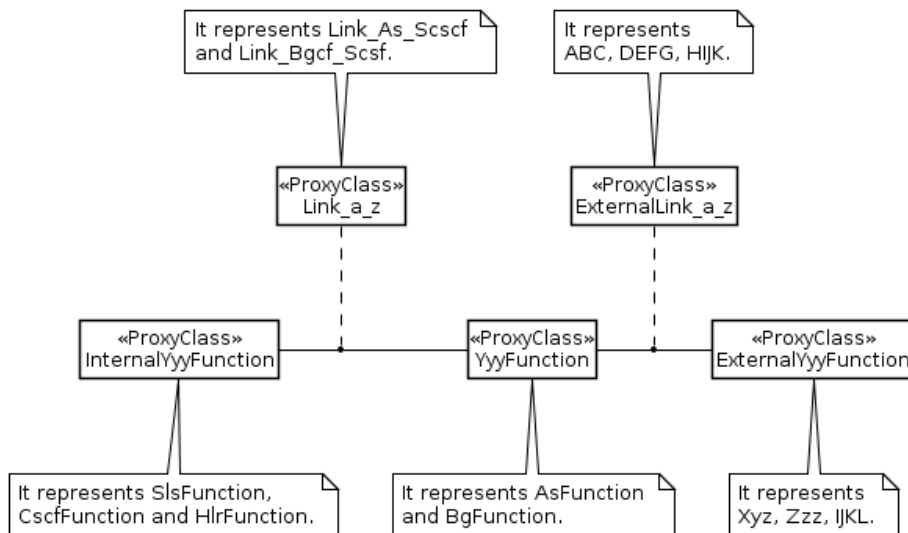 It represents Link_As_Scscf
and Link_Bgcf_Scsf.
It represents
ABC, DEFG, HIJK.
«ProxyClass»
Link_a_z
«ProxyClass»
ExternalLink_a_z
«ProxyClass»
InternalYyyFunction
«ProxyClass»
YyyFunction
«ProxyClass»
ExternalYyyFunction
It represents SlsFunction,
CscfFunction and HlrFunction.
It represents AsFunction
and BgFunction.
It represents
Xyz, Zzz, IJKL.